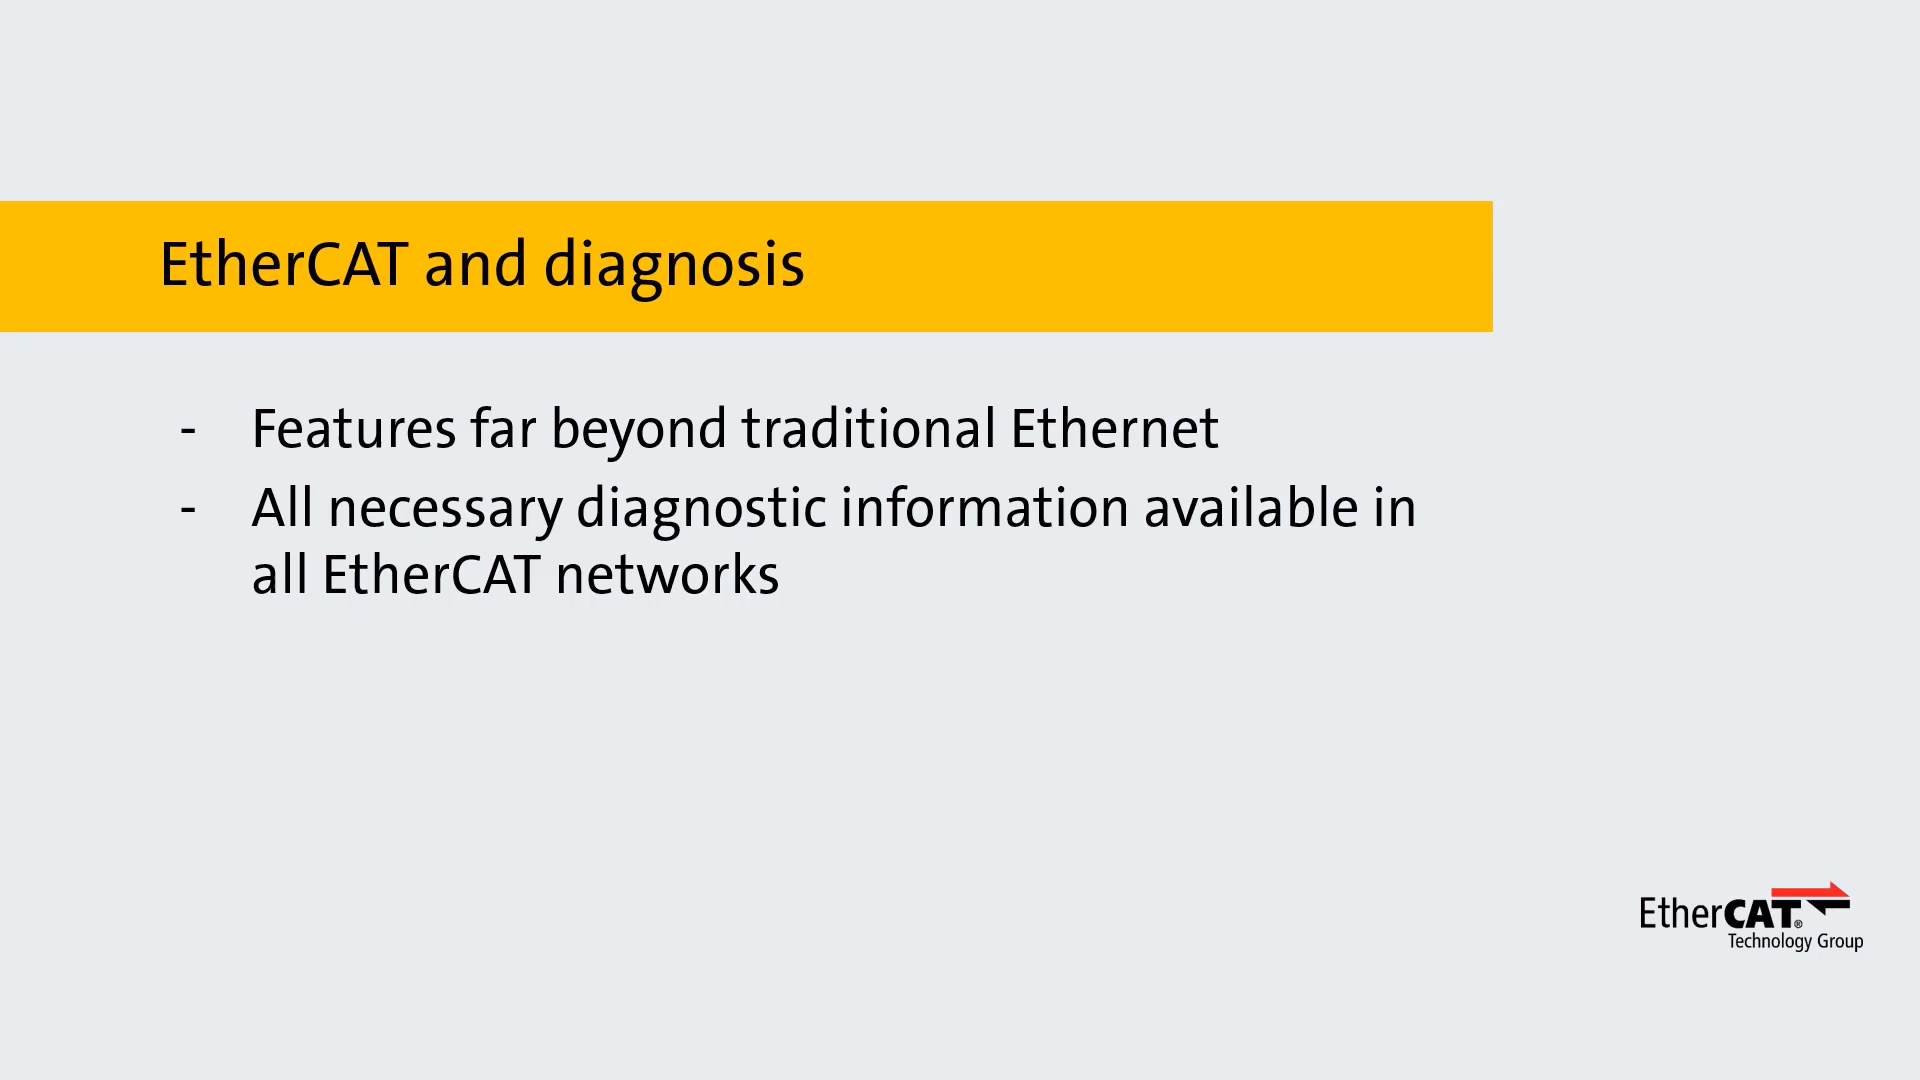 EtherCAT and diagnosis
- Features far beyond traditional Ethernet
- All necessary diagnostic information available in
all EtherCAT networks
EtherCAT®
Technology Group